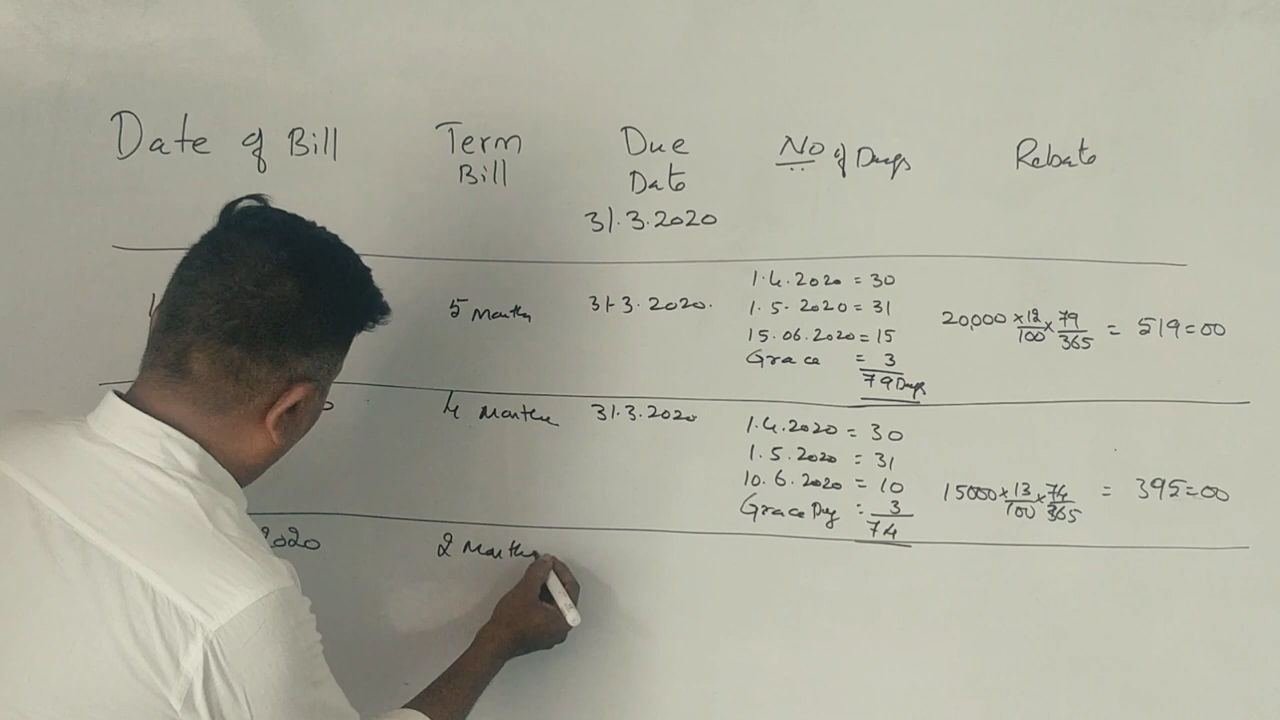 Date of Bill
Term Bill
Due Date
31.3.2020
No of Days
Rebate
5 Months
31-3.2020.
1.4.2020 = 30
1.5.2020 = 31
15.06.2020 = 15
Grace = 3
79 Days
20,000 × 12/100 × 79/365 = 519=00
4 Months
31.3.2020
1.4.2020 = 30
1.5.2020 = 31
10.6.2020 = 10
Grace Day : 3
74
15000 × 13/100 × 74/365 = 395=00
2020
2 Months